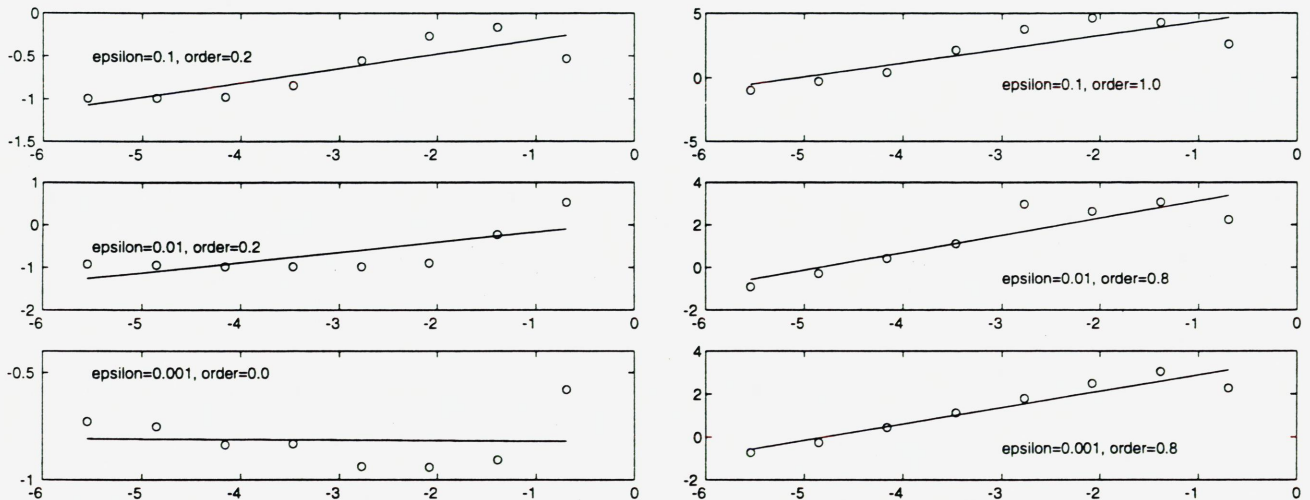 0
-0.5
-1
-1.5
epsilon=0.1, order=0.2
-6 -5 -4 -3 -2 -1 0
5
0
-5
epsilon=0.1, order=1.0
-6 -5 -4 -3 -2 -1 0
1
0
-1
-2
epsilon=0.01, order=0.2
-6 -5 -4 -3 -2 -1 0
4
2
0
-2
epsilon=0.01, order=0.8
-6 -5 -4 -3 -2 -1 0
-0.5
-1
epsilon=0.001, order=0.0
-6 -5 -4 -3 -2 -1 0
4
2
0
-2
epsilon=0.001, order=0.8
-6 -5 -4 -3 -2 -1 0